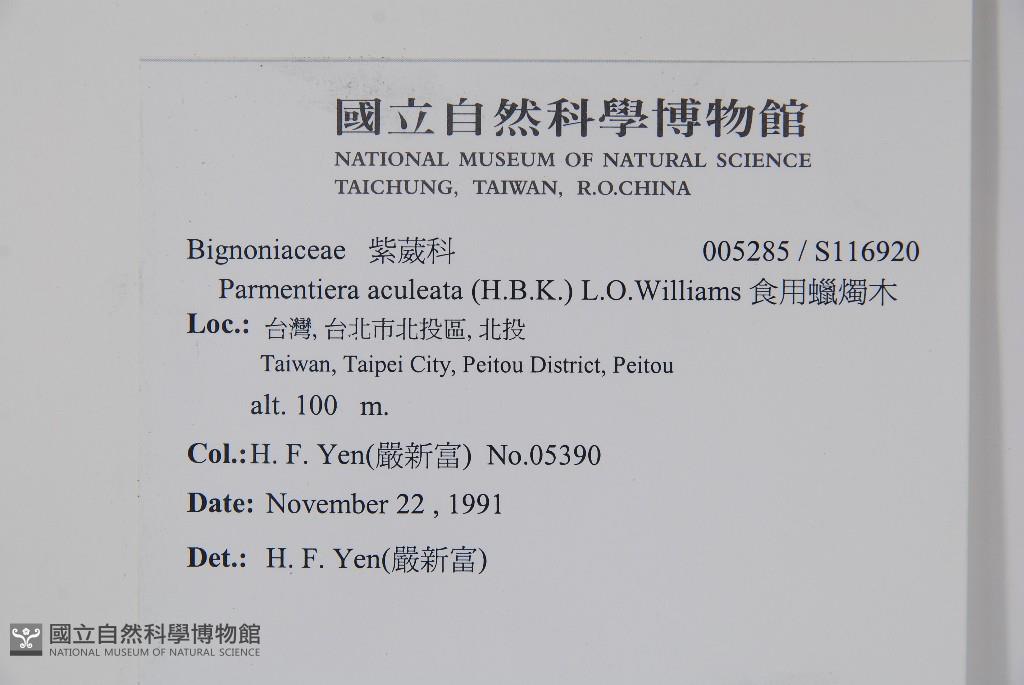 國立自然科學博物館
NATIONAL MUSEUM OF NATURAL SCIENCE
TAICHUNG, TAIWAN, R.O.CHINA
Bignoniaceae 紫葳科 005285 / S116920
Parmentiera aculeata (H.B.K.) L.O.Williams 食用蠟燭木
Loc.: 台灣, 台北市北投區, 北投
Taiwan, Taipei City, Peitou District, Peitou
alt. 100 m.
Col.:H. F. Yen(嚴新富) No.05390
Date: November 22 , 1991
Det.: H. F. Yen(嚴新富)
國立自然科學博物館
NATIONAL MUSEUM OF NATURAL SCIENCE